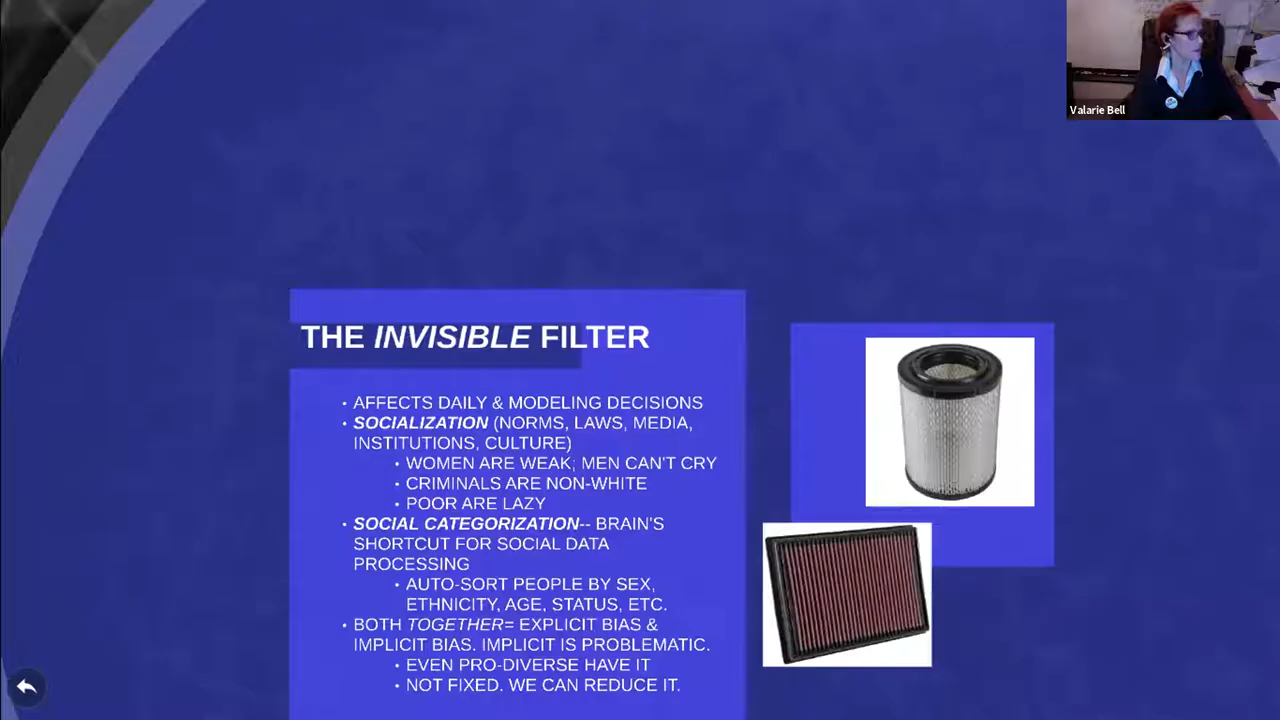 Valarie Bell
THE INVISIBLE FILTER
• AFFECTS DAILY & MODELING DECISIONS
• SOCIALIZATION (NORMS, LAWS, MEDIA,
INSTITUTIONS, CULTURE)
• WOMEN ARE WEAK; MEN CAN'T CRY
• CRIMINALS ARE NON-WHITE
• POOR ARE LAZY
• SOCIAL CATEGORIZATION-- BRAIN'S
SHORTCUT FOR SOCIAL DATA
PROCESSING
• AUTO-SORT PEOPLE BY SEX,
ETHNICITY, AGE, STATUS, ETC.
• BOTH TOGETHER= EXPLICIT BIAS &
IMPLICIT BIAS. IMPLICIT IS PROBLEMATIC.
• EVEN PRO-DIVERSE HAVE IT
• NOT FIXED. WE CAN REDUCE IT.